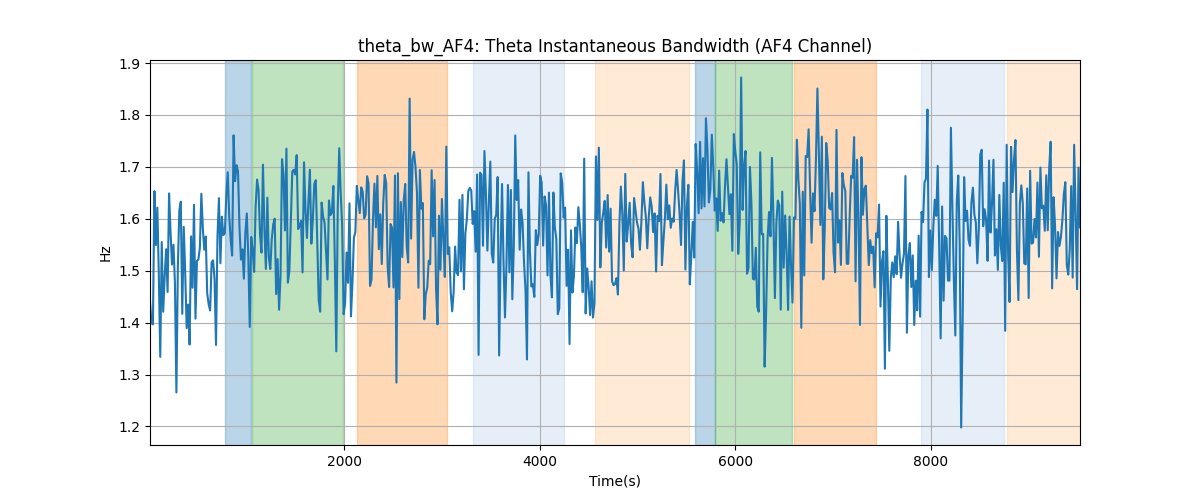 theta_bw_AF4: Theta Instantaneous Bandwidth (AF4 Channel)
1.9
1.8
1.7
1.6
1.5
1.4
1.3
1.2
Hz
2000 4000 6000 8000
Time(s)